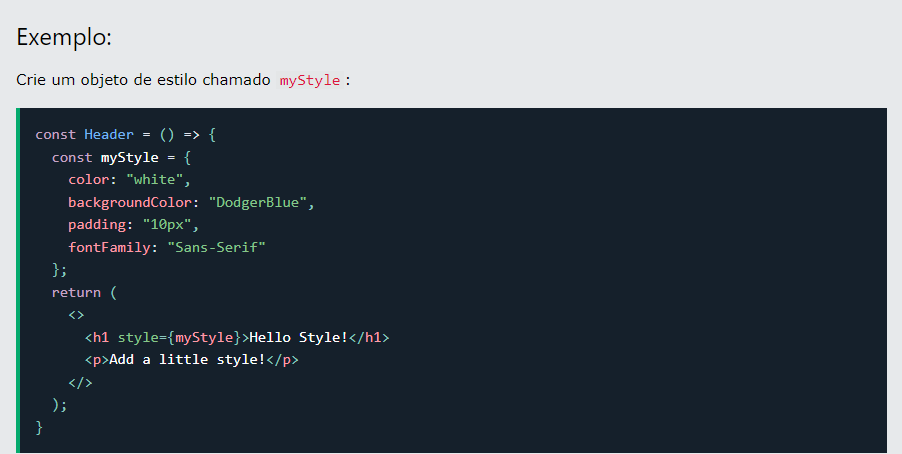 Exemplo:
Crie um objeto de estilo chamado myStyle :
const Header = () => {
  const myStyle = {
    color: "white",
    backgroundColor: "DodgerBlue",
    padding: "10px",
    fontFamily: "Sans-Serif"
  };
  return (
    <>
      <h1 style={myStyle}>Hello Style!</h1>
      <p>Add a little style!</p>
    </>
  );
}